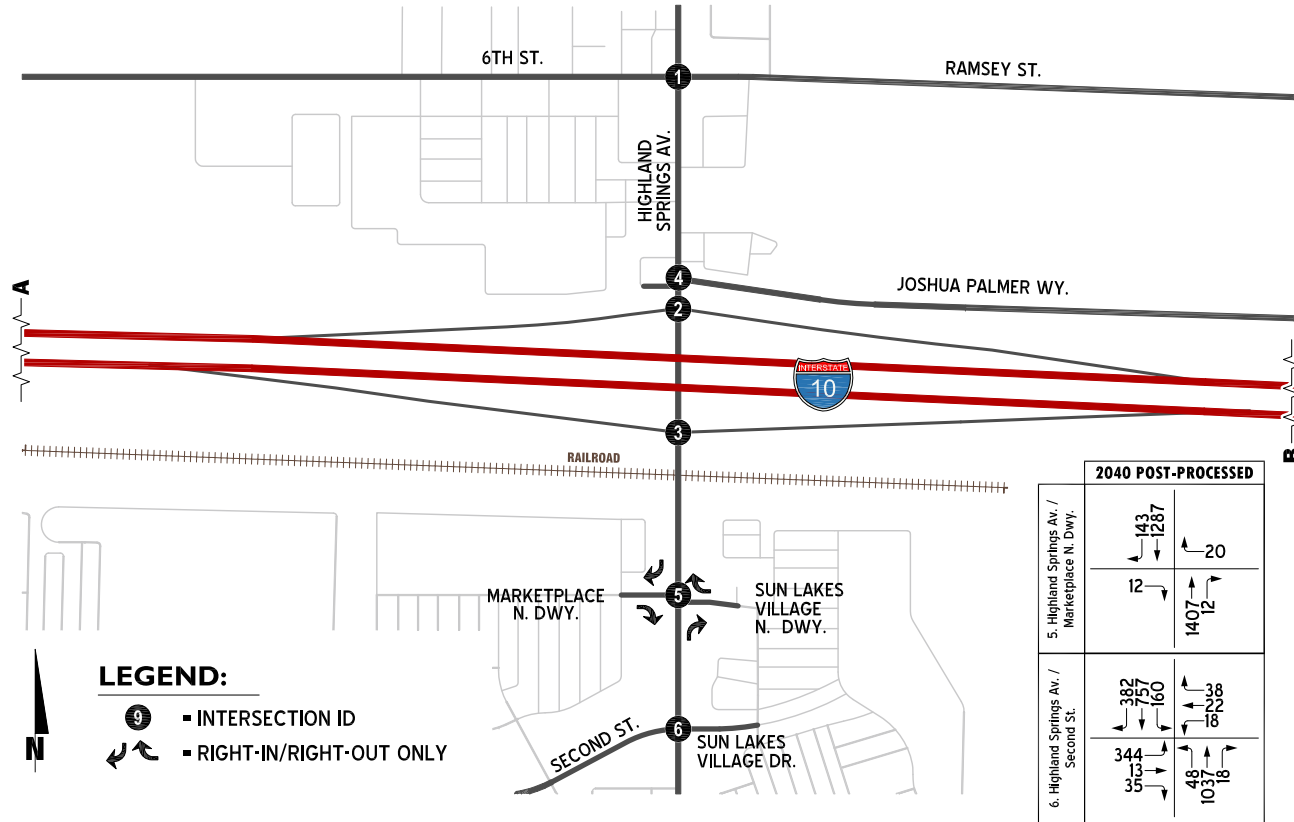 6TH ST.
RAMSEY ST.
1
HIGHLAND
SPRINGS AV.
4
JOSHUA PALMER WY.
2
A
INTERSTATE
10
3
B
RAILROAD
MARKETPLACE
N. DWY.
5
SUN LAKES
VILLAGE
N. DWY.
6
SECOND ST.
SUN LAKES
VILLAGE DR.
N
LEGEND:
9 = INTERSECTION ID
= RIGHT-IN/RIGHT-OUT ONLY
2040 POST-PROCESSED
5. Highland Springs Av. /
Marketplace N. Dwy.
143
1287
20
12
1407
12
6. Highland Springs Av. /
Second St.
382
757
160
38
22
18
344
13
35
48
1037
18